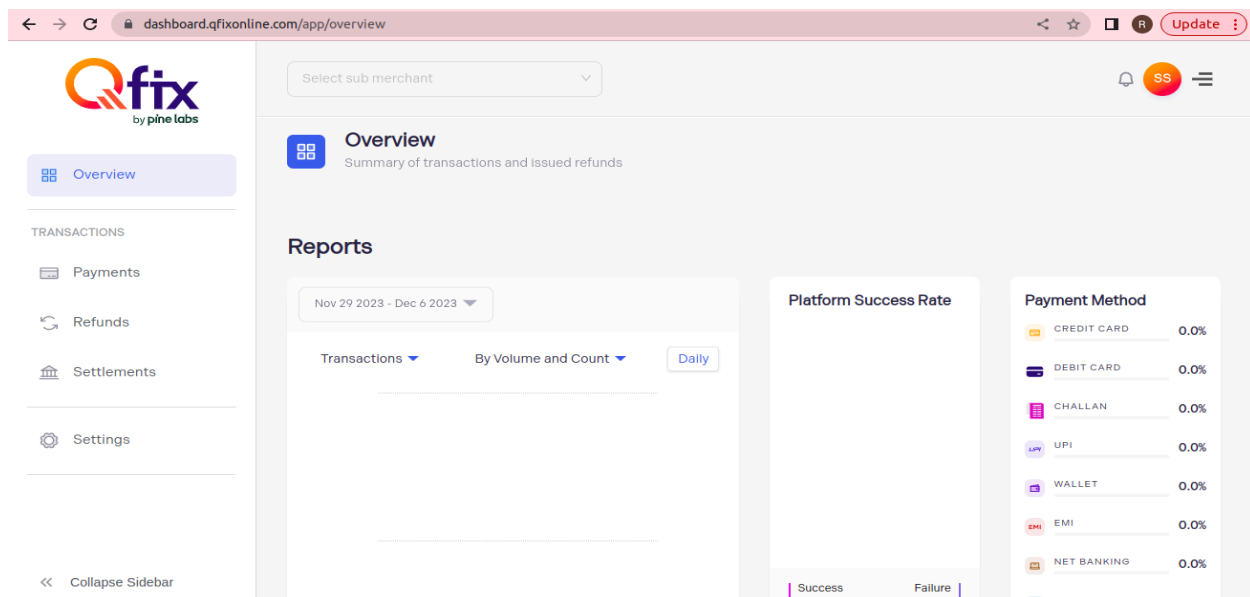 dashboard.qfixonline.com/app/overview
R
Update
Qfix
by pine labs
Select sub merchant
SS
Overview
Overview
Summary of transactions and issued refunds
TRANSACTIONS
Payments
Refunds
Settlements
Settings
Collapse Sidebar
Reports
Nov 29 2023 - Dec 6 2023
Transactions
By Volume and Count
Daily
Platform Success Rate
Success
Failure
Payment Method
CREDIT CARD 0.0%
DEBIT CARD 0.0%
CHALLAN 0.0%
UPI UPI 0.0%
WALLET 0.0%
EMI EMI 0.0%
NET BANKING 0.0%